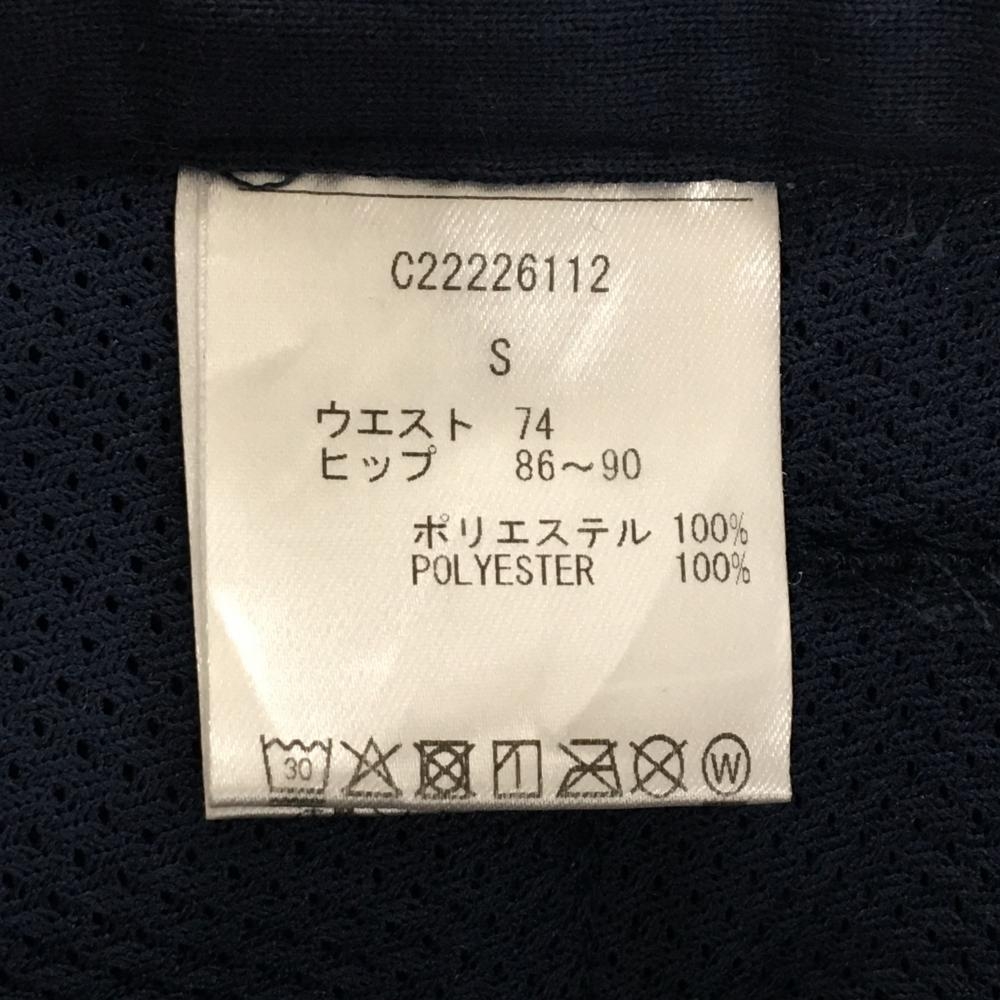 C22226112
S
ウエスト 74
ヒップ 86～90
ポリエステル 100%
POLYESTER 100%
30 W